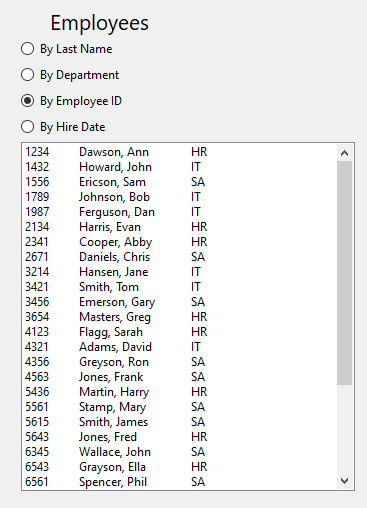 Employees
By Last Name
By Department
By Employee ID
By Hire Date
1234 Dawson, Ann HR
1432 Howard, John IT
1556 Ericson, Sam SA
1789 Johnson, Bob IT
1987 Ferguson, Dan IT
2134 Harris, Evan HR
2341 Cooper, Abby HR
2671 Daniels, Chris SA
3214 Hansen, Jane IT
3421 Smith, Tom IT
3456 Emerson, Gary SA
3654 Masters, Greg HR
4123 Flagg, Sarah HR
4321 Adams, David IT
4356 Greyson, Ron SA
4563 Jones, Frank SA
5436 Martin, Harry HR
5561 Stamp, Mary SA
5615 Smith, James SA
5643 Jones, Fred HR
6345 Wallace, John SA
6543 Grayson, Ella HR
6561 Spencer, Phil SA